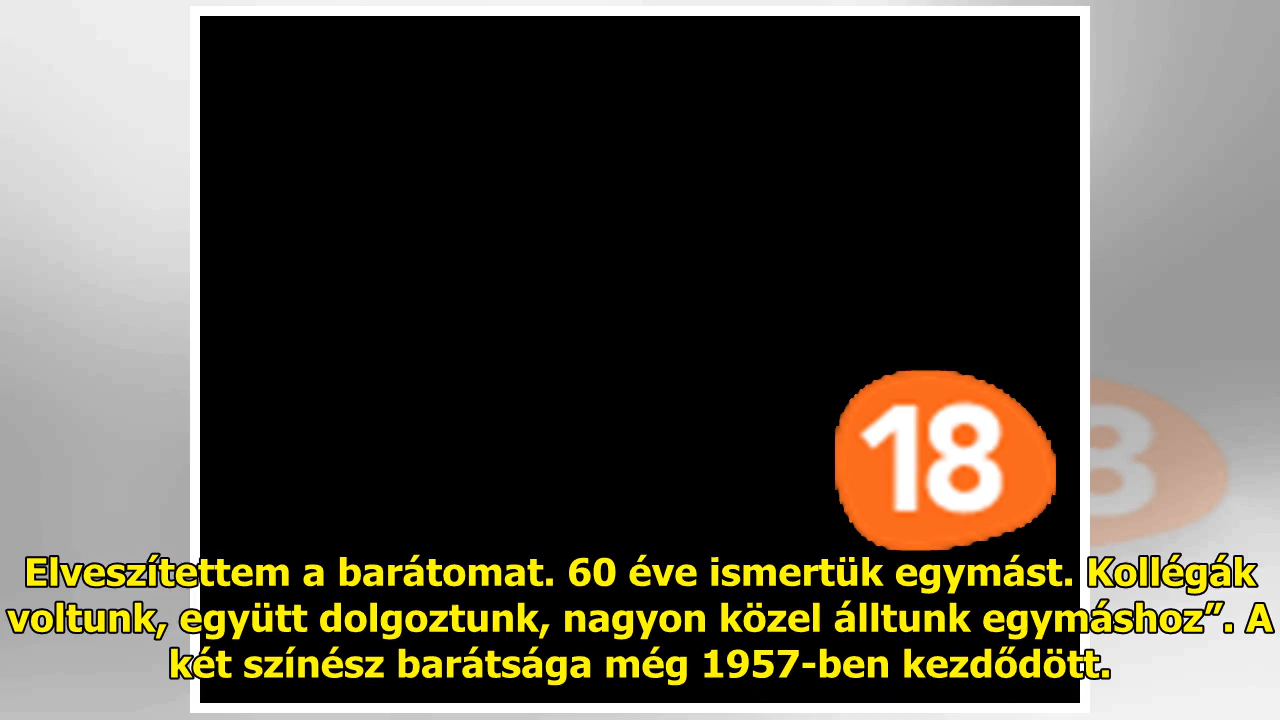 18
8
Elveszítettem a barátomat. 60 éve ismertük egymást. Kollégák
voltunk, együtt dolgoztunk, nagyon közel álltunk egymáshoz”. A
két színész barátsága még 1957-ben kezdődött.